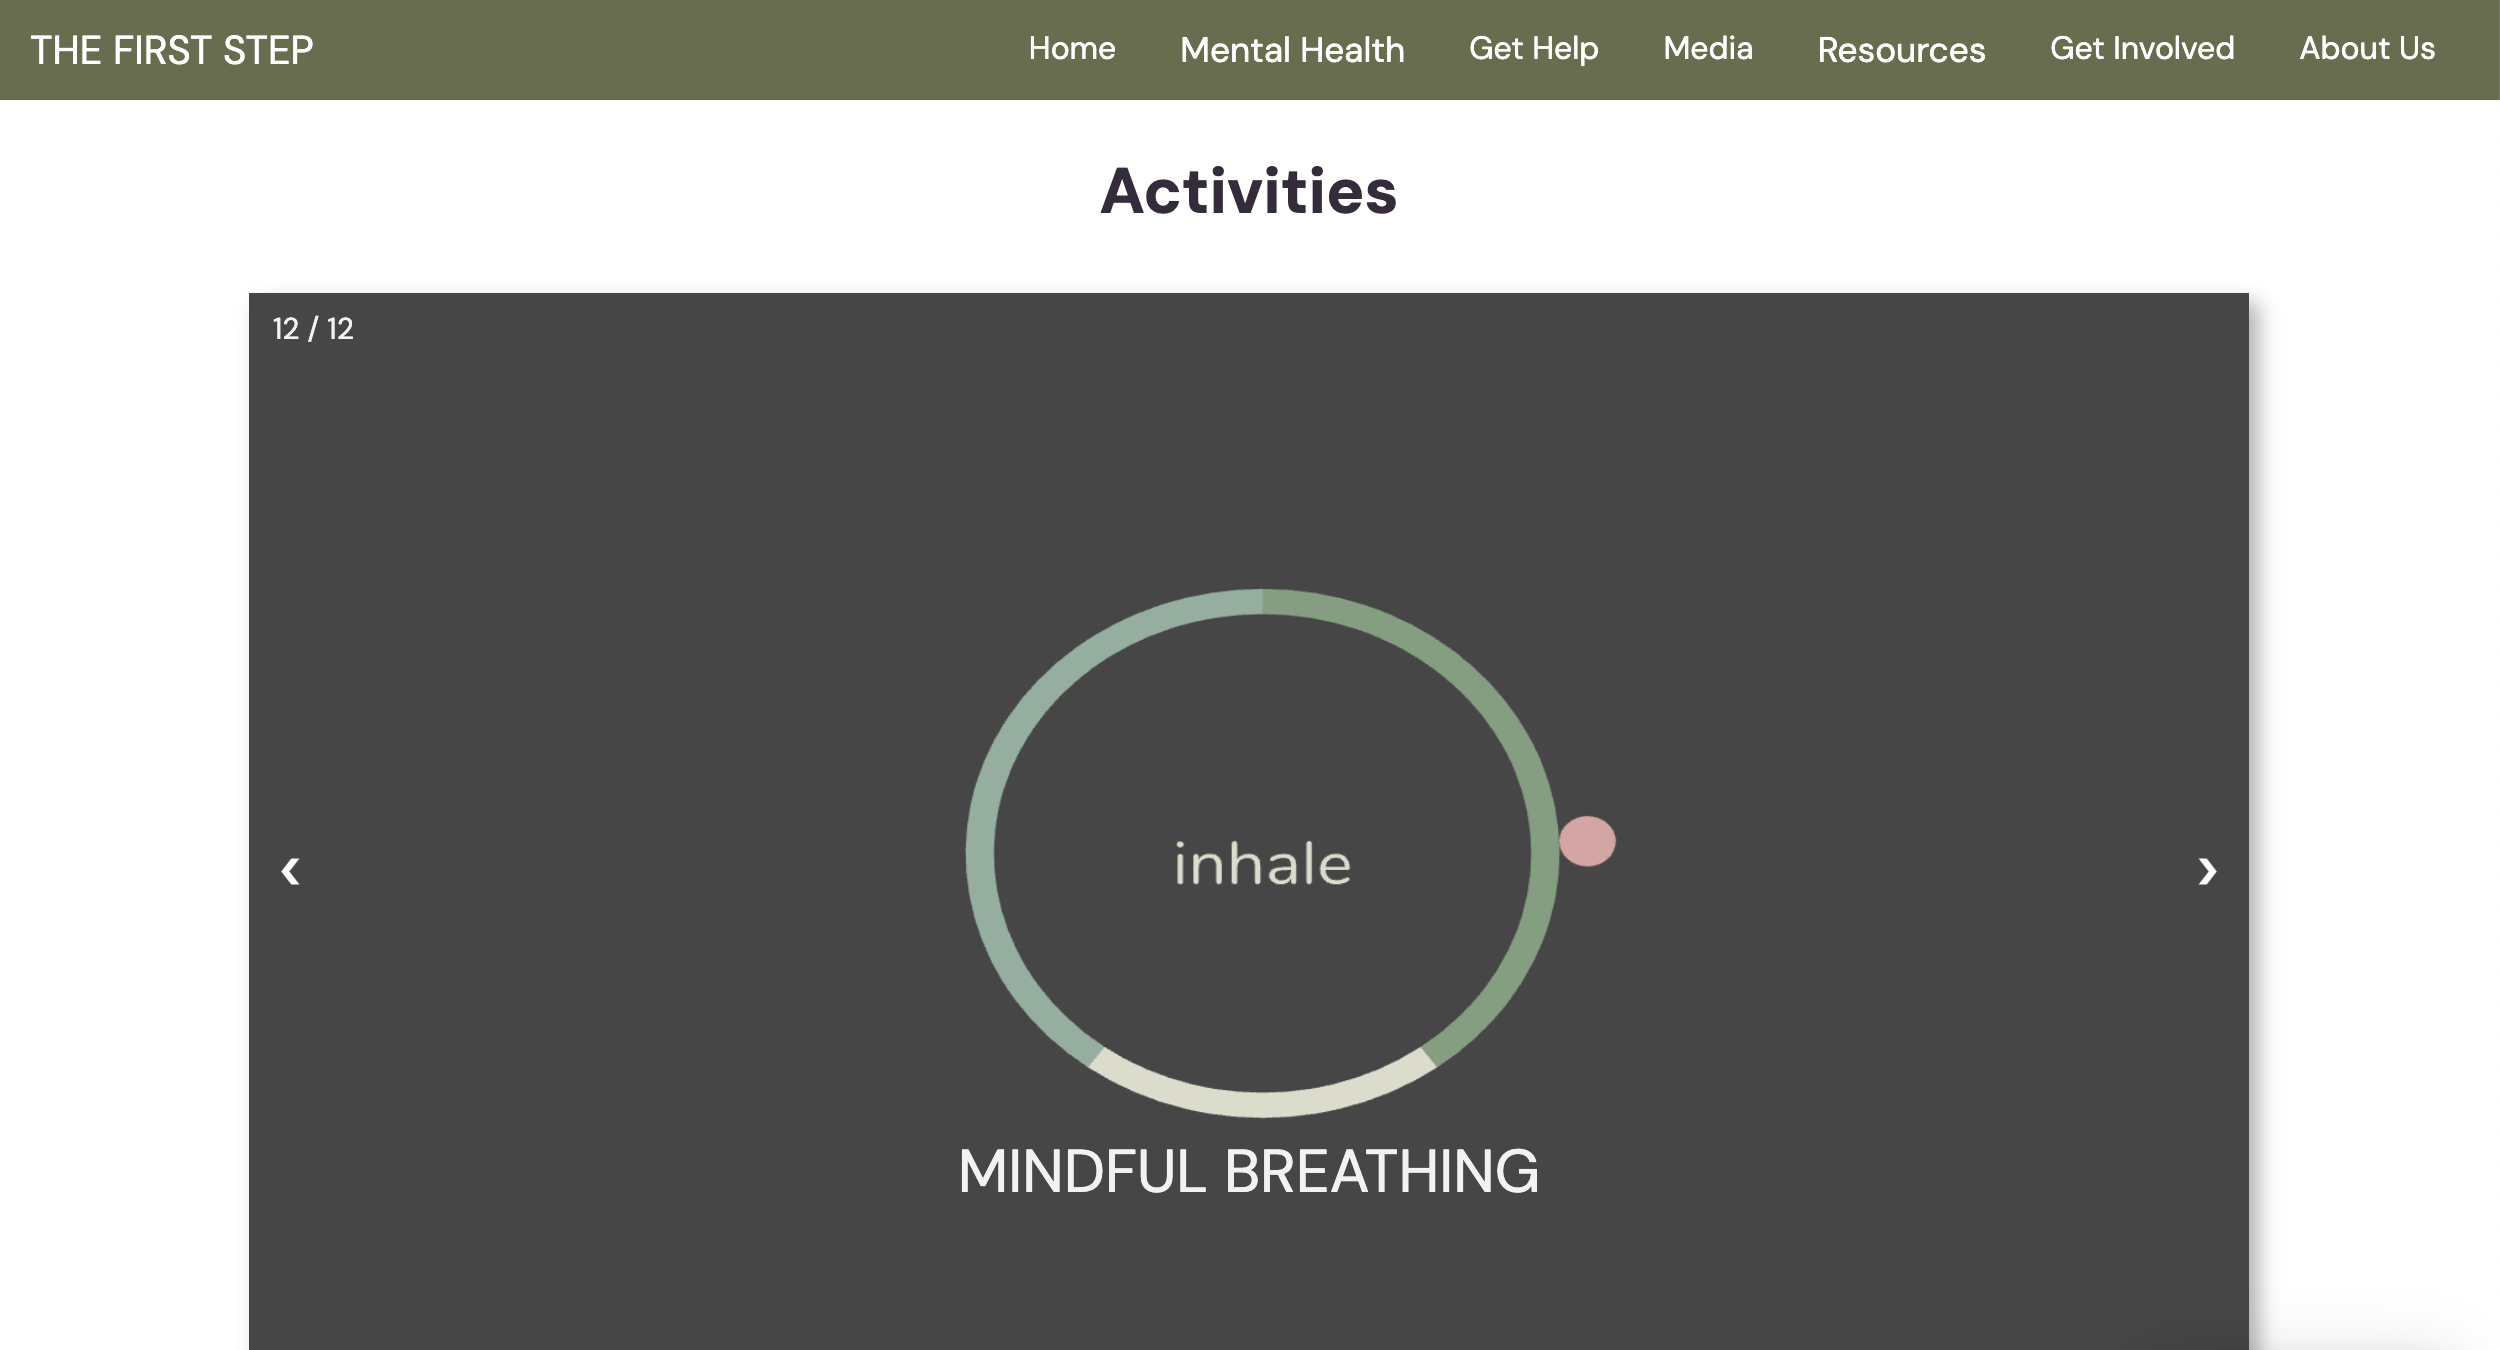 THE FIRST STEP Home Mental Health Get Help Media Resources Get Involved About Us
Activities
12 / 12
inhale
❮ ❯
MINDFUL BREATHING